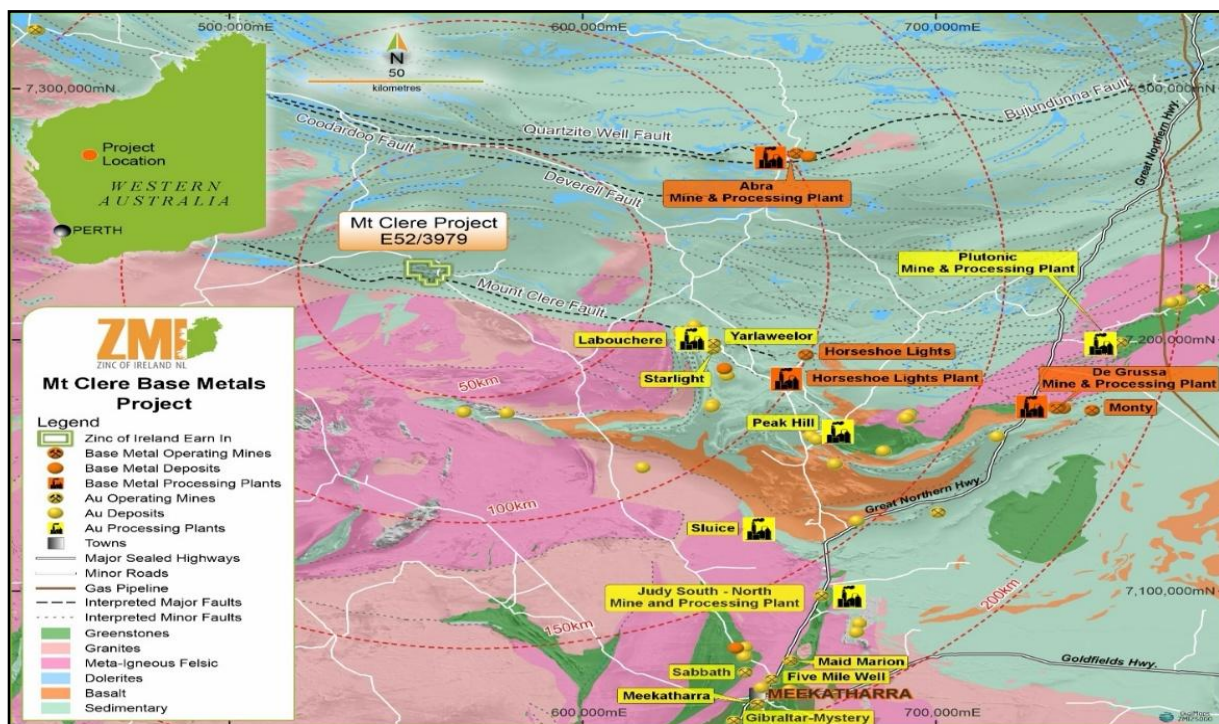 500,000mE
600,000mE
700,000mE
N
50
kilometres
7,300,000mN
7,300,000mN
Project
Location
WESTERN
AUSTRALIA
PERTH
Quartzite Well Fault
Coodardoo Fault
Deverell Fault
Bujundunna Fault
Great Northern Hwy.
Abra
Mine & Processing Plant
Mt Clere Project
E52/3979
Mount Clere Fault
Plutonic
Mine & Processing Plant
Labouchere
Yarlaweelor
Starlight
Horseshoe Lights
Horseshoe Lights Plant
7,200,000mN
De Grussa
Mine & Processing Plant
Monty
Peak Hill
50km
100km
150km
200km
Great Northern Hwy.
Sluice
Judy South - North
Mine and Processing Plant
7,100,000mN
Goldfields Hwy.
Sabbath
Maid Marion
Five Mile Well
Meekatharra
MEEKATHARRA
Gibraltar-Mystery
600,000mE
700,000mE
ZMI
ZINC OF IRELAND NL
Mt Clere Base Metals
Project
Legend
Zinc of Ireland Earn In
Base Metal Operating Mines
Base Metal Deposits
Base Metal Processing Plants
Au Operating Mines
Au Deposits
Au Processing Plants
Towns
Major Sealed Highways
Minor Roads
Gas Pipeline
Interpreted Major Faults
Interpreted Minor Faults
Greenstones
Granites
Meta-Igneous Felsic
Dolerites
Basalt
Sedimentary